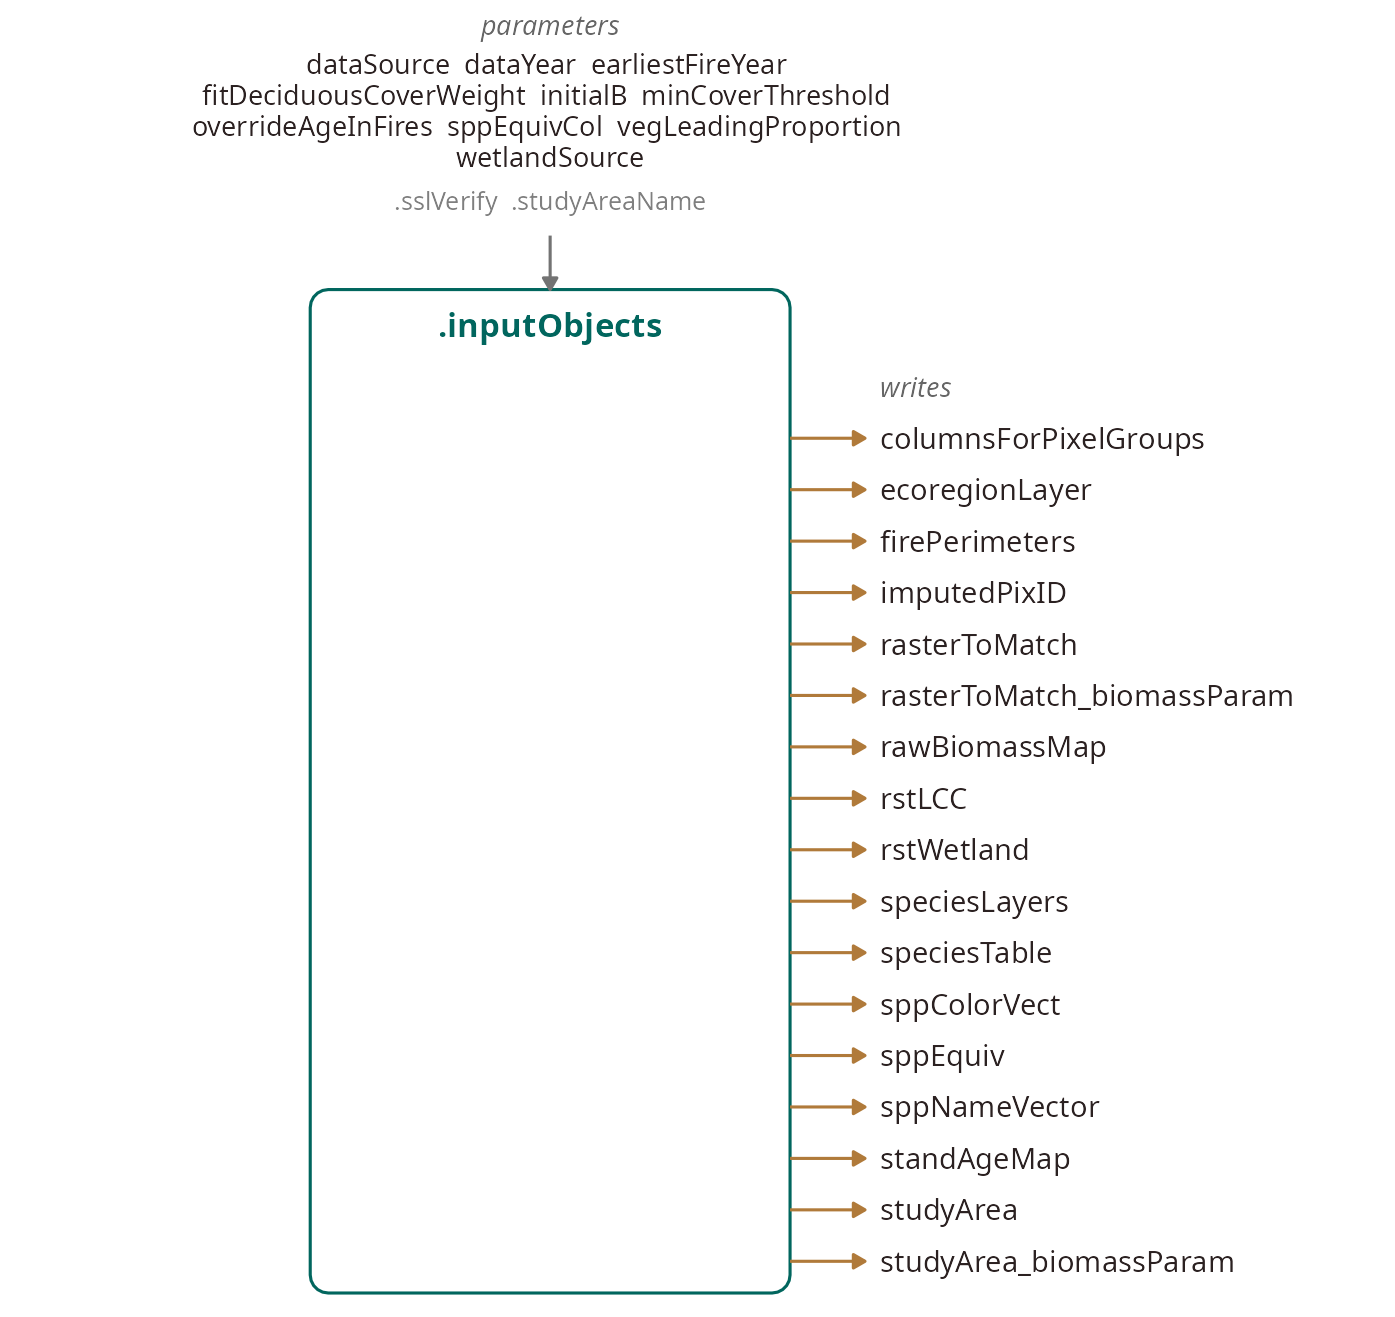 parameters
dataSource dataYear earliestFireYear
fitDeciduousCoverWeight initialB minCoverThreshold
overrideAgeInFires sppEquivCol vegLeadingProportion
wetlandSource
.sslVerify .studyAreaName
.inputObjects
writes
columnsForPixelGroups
ecoregionLayer
firePerimeters
imputedPixID
rasterToMatch
rasterToMatch_biomassParam
rawBiomassMap
rstLCC
rstWetland
speciesLayers
speciesTable
sppColorVect
sppEquiv
sppNameVector
standAgeMap
studyArea
studyArea_biomassParam